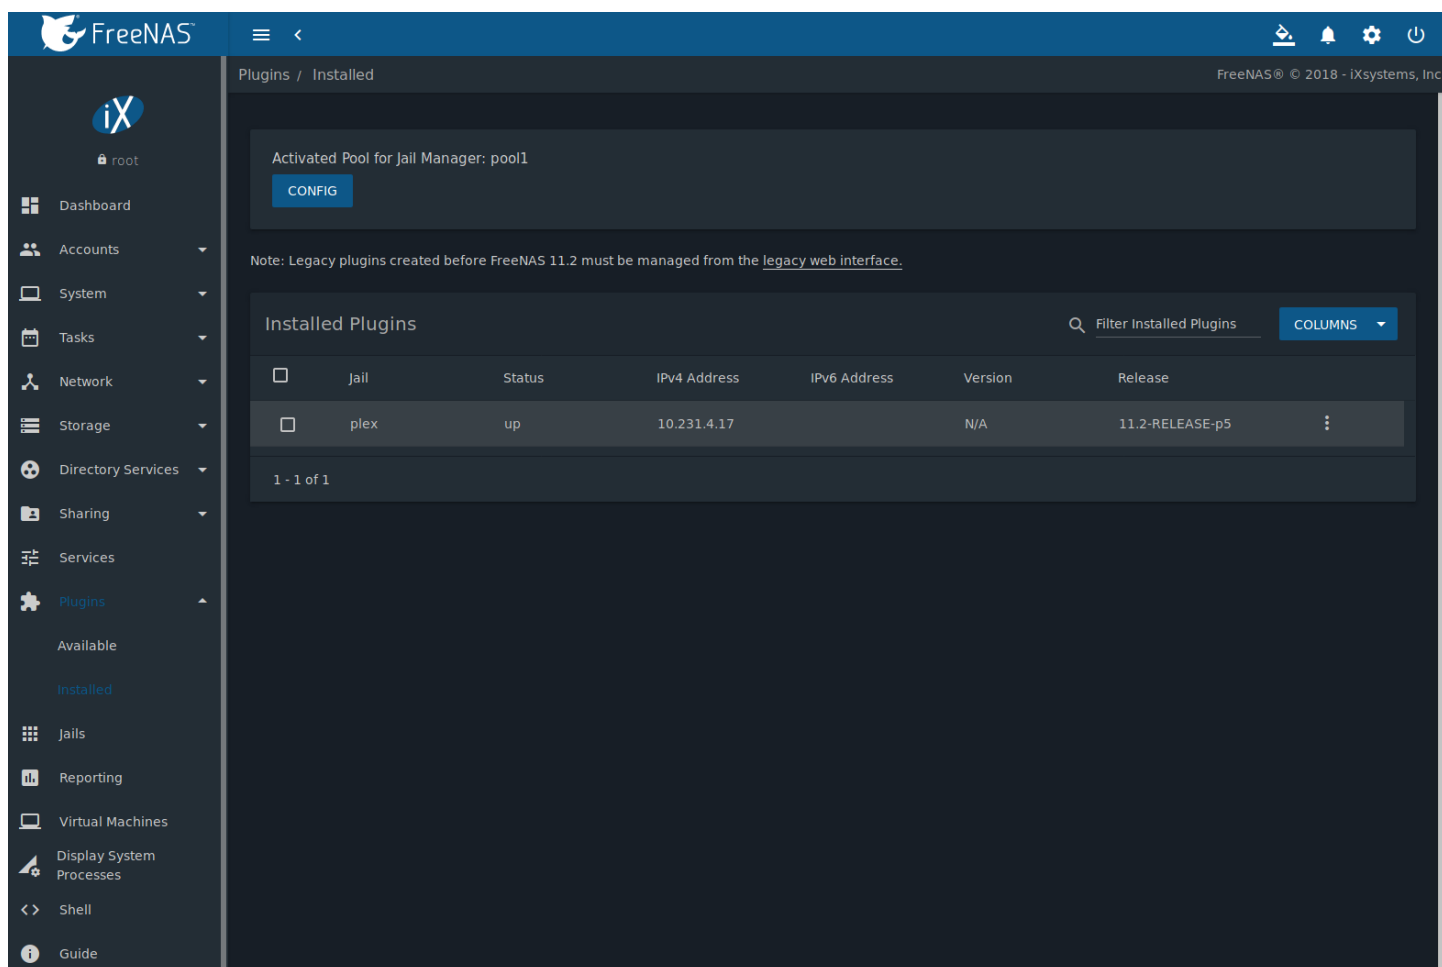 FreeNAS™
Plugins / Installed
FreeNAS® © 2018 - iXsystems, Inc
iX
root
Dashboard
Accounts
System
Tasks
Network
Storage
Directory Services
Sharing
Services
Plugins
Available
Installed
Jails
Reporting
Virtual Machines
Display System
Processes
Shell
Guide
Activated Pool for Jail Manager: pool1
CONFIG
Note: Legacy plugins created before FreeNAS 11.2 must be managed from the legacy web interface.
Installed Plugins
Filter Installed Plugins
COLUMNS
Jail Status IPv4 Address IPv6 Address Version Release
plex up 10.231.4.17 N/A 11.2-RELEASE-p5
1 - 1 of 1